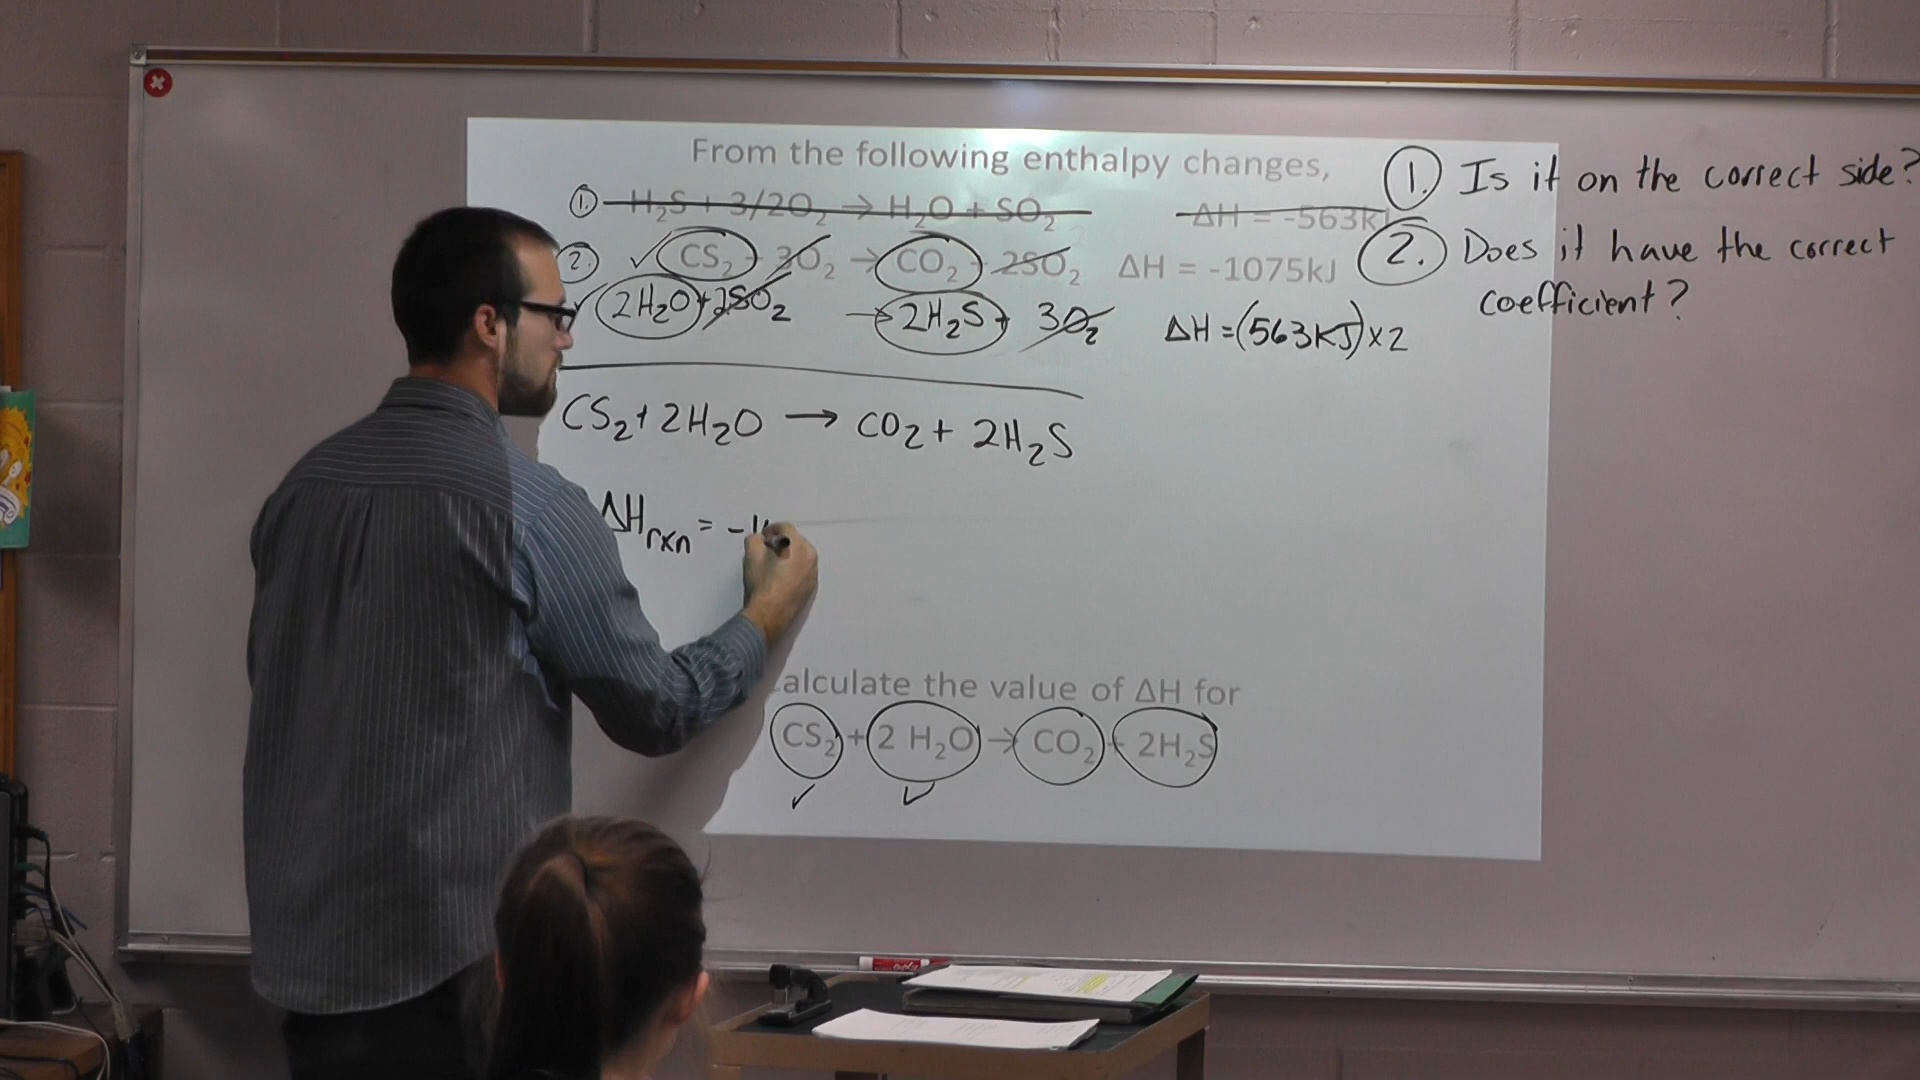 From the following enthalpy changes,
1. H₂S + 3/2O₂ → H₂O + SO₂ ΔH = -563kJ
2. ✓ CS₂ + 3O₂ → CO₂ + 2SO₂ ΔH = -1075kJ
✓ 2H₂O + 2SO₂ → 2H₂S + 3O₂ ΔH = (563KJ) x 2
CS₂ + 2H₂O → CO₂ + 2H₂S
ΔHrxn = -1
alculate the value of ΔH for
CS₂ + 2 H₂O → CO₂ + 2H₂S
✓ ✓
1. Is it on the correct side?
2. Does it have the correct
coefficient?